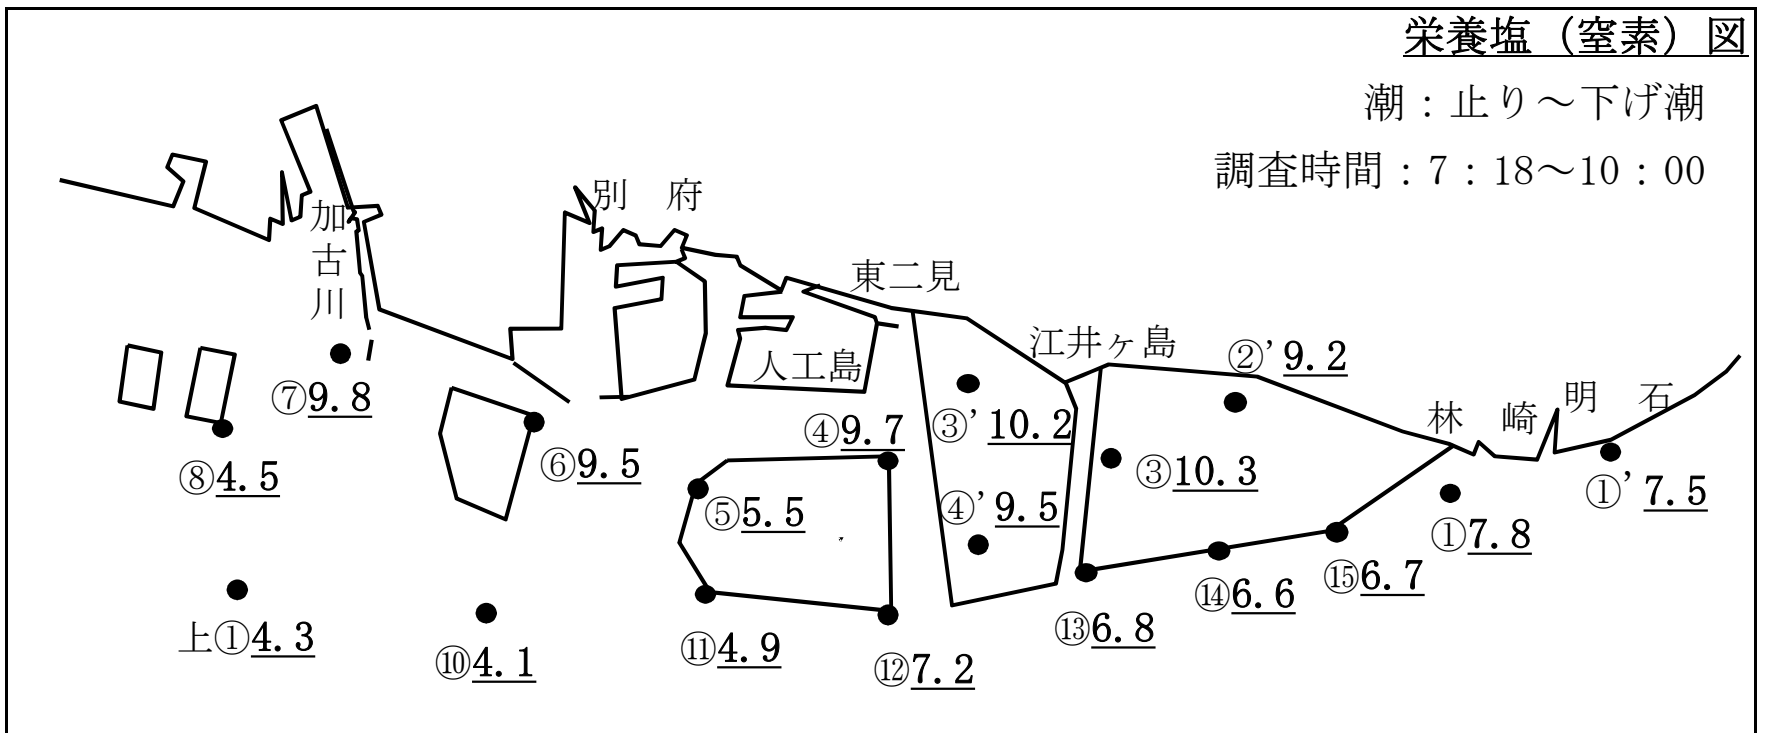 栄養塩（窒素）図
潮：止り～下げ潮
調査時間：7：18～10：00
別　府
加古川
東二見
江井ヶ島
②’9.2
人工島
⑦9.8
林　崎
明　石
④9.7
③’10.2
⑧4.5
⑥9.5
③10.3
①’7.5
⑤5.5
④’9.5
①7.8
⑮6.7
⑭6.6
上①4.3
⑬6.8
⑩4.1
⑪4.9
⑫7.2